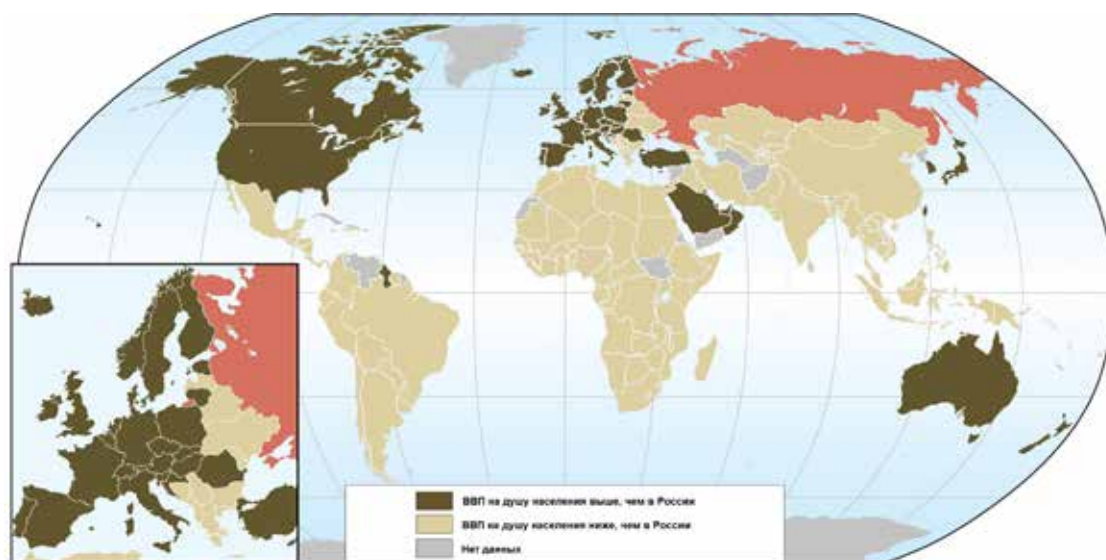 ВВП на душу населения выше, чем в России
ВВП на душу населения ниже, чем в России
Нет данных